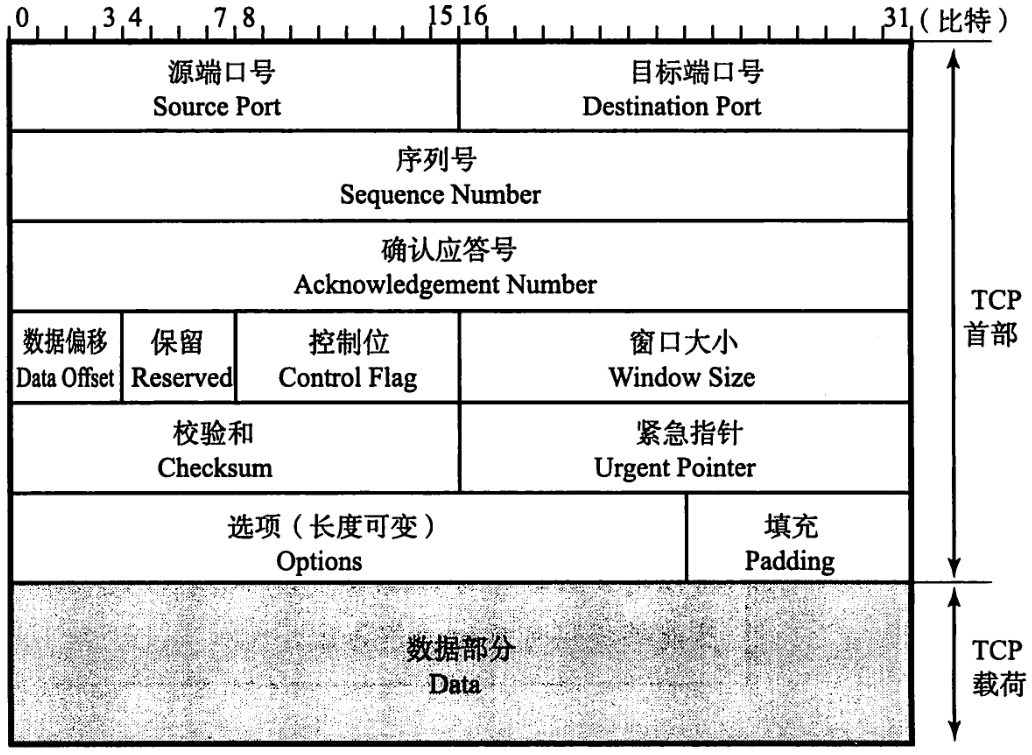 0 3 4 7 8 15 16 31 (比特)
源端口号
Source Port
目标端口号
Destination Port
序列号
Sequence Number
确认应答号
Acknowledgement Number
数据偏移
Data Offset
保留
Reserved
控制位
Control Flag
窗口大小
Window Size
校验和
Checksum
紧急指针
Urgent Pointer
选项(长度可变)
Options
填充
Padding
TCP
首部
数据部分
Data
TCP
载荷